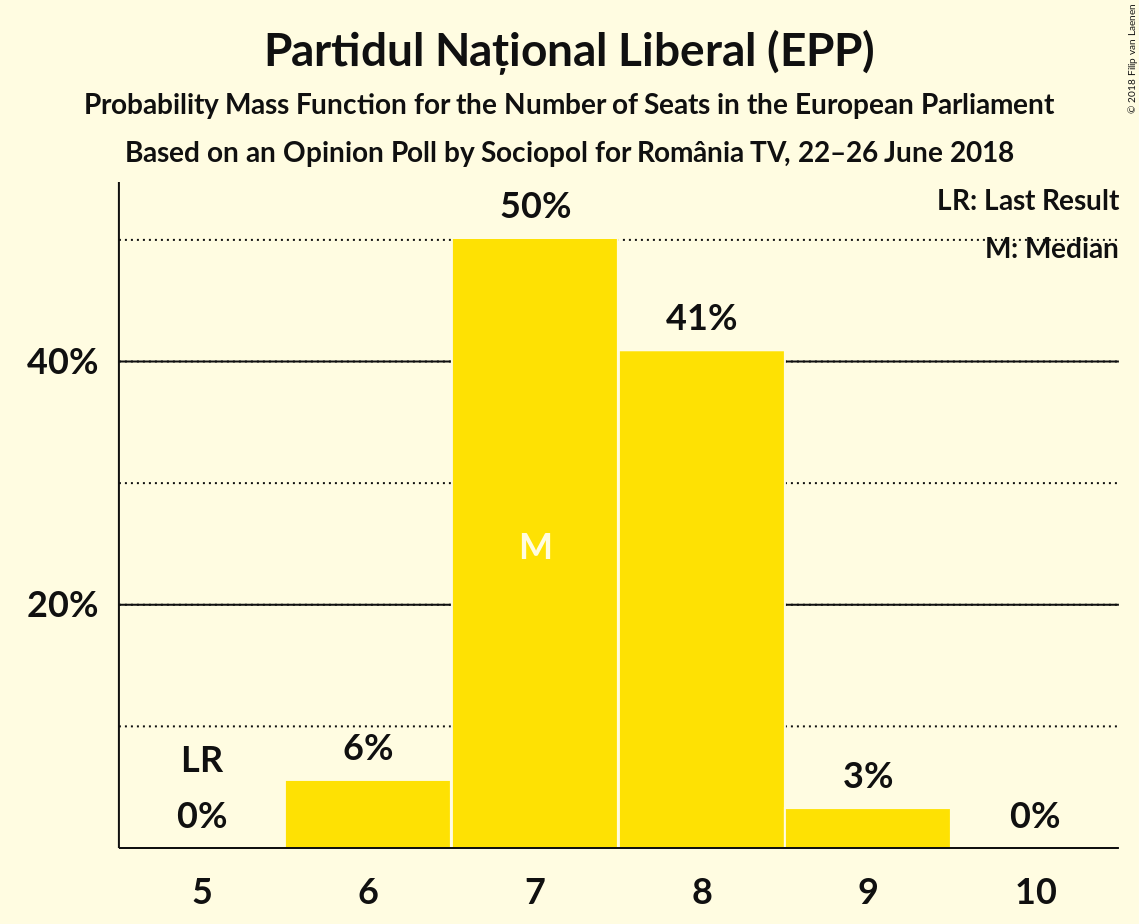 Partidul Național Liberal (EPP)
Probability Mass Function for the Number of Seats in the European Parliament
Based on an Opinion Poll by Sociopol for România TV, 22–26 June 2018
© 2018 Filip van Laenen
LR: Last Result
M: Median
50%
41%
40%
M
20%
LR
6%
3%
0%
0%
5 6 7 8 9 10